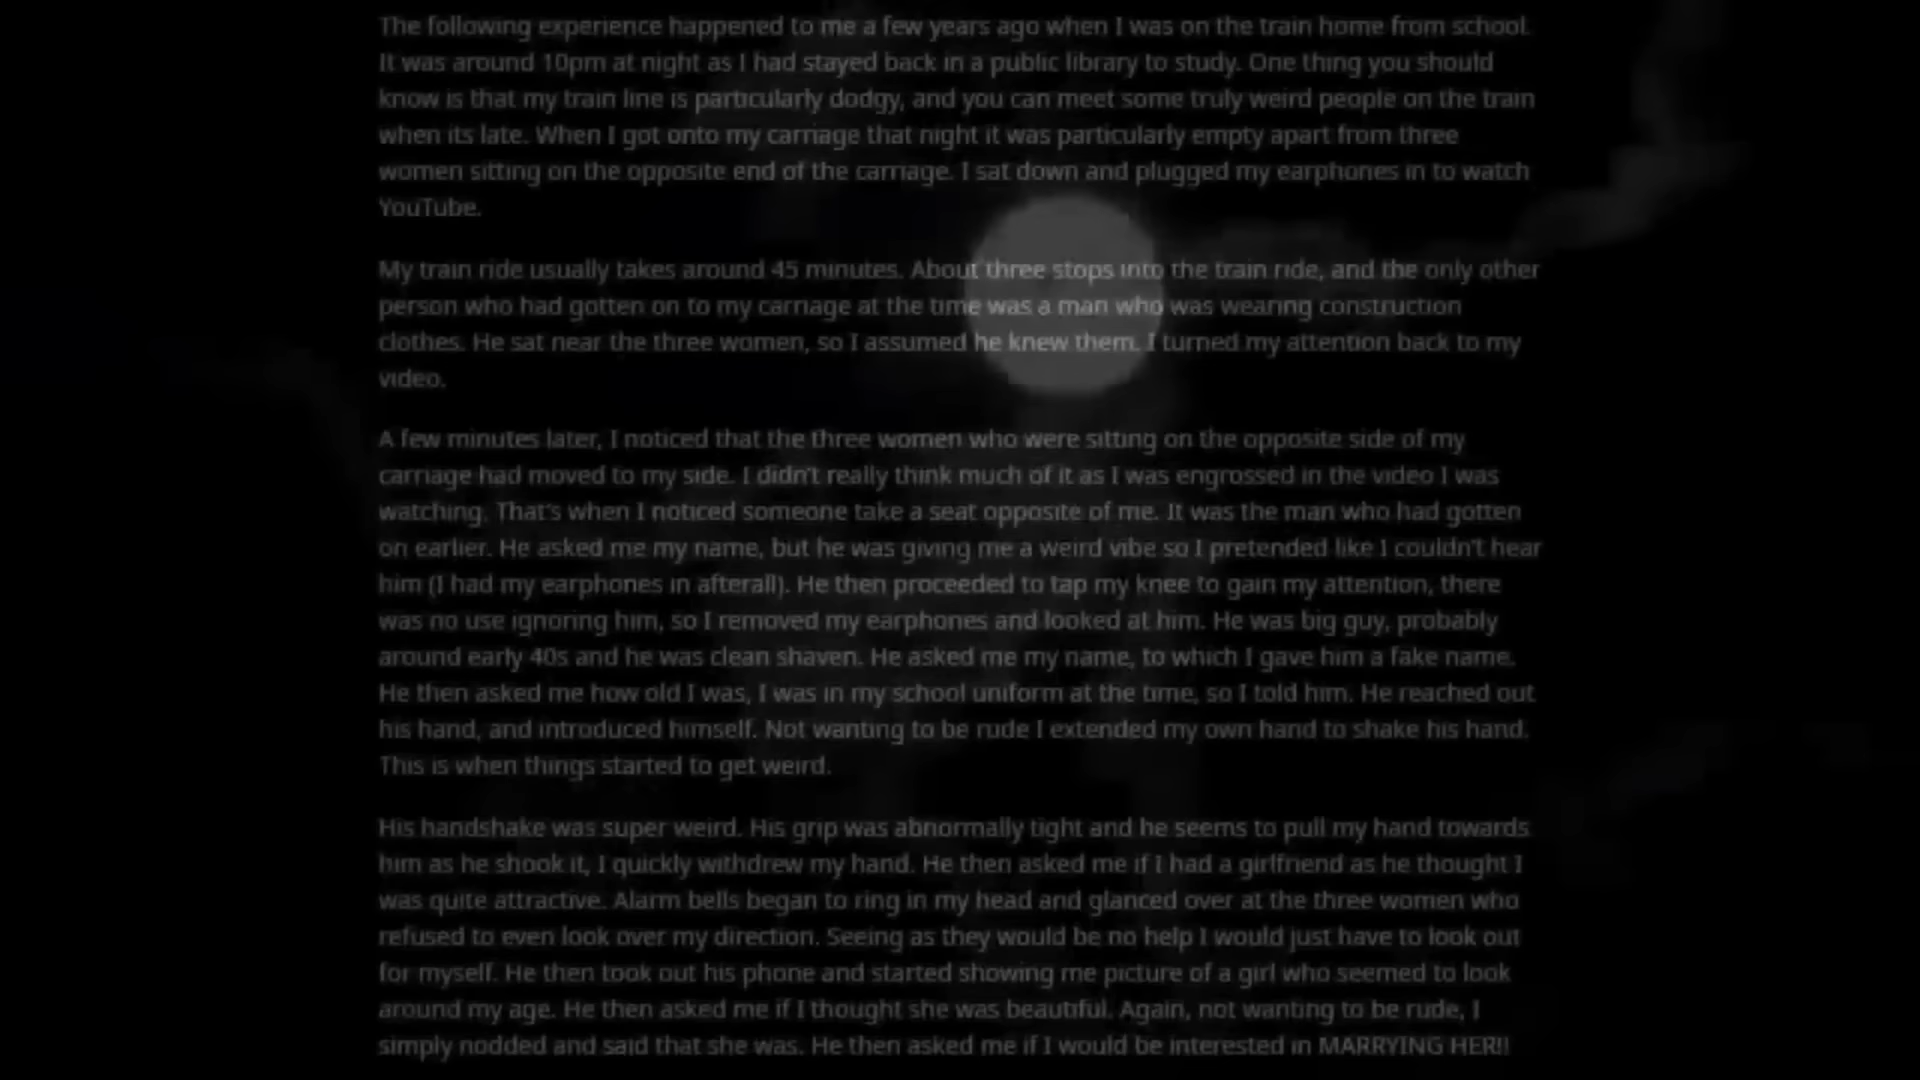 The following experience happened to me a few years ago when I was on the train home from school.
It was around 10pm at night as I had stayed back in a public library to study. One thing you should
know is that my train line is particularly dodgy, and you can meet some truly weird people on the train
when its late. When I got onto my carriage that night it was particularly empty apart from three
women sitting on the opposite end of the carriage. I sat down and plugged my earphones in to watch
YouTube.
My train ride usually takes around 45 minutes. About three stops into the train ride, and the only other
person who had gotten on to my carriage at the time was a man who was wearing construction
clothes. He sat near the three women, so I assumed he knew them. I turned my attention back to my
video.
A few minutes later, I noticed that the three women who were sitting on the opposite side of my
carriage had moved to my side. I didn't really think much of it as I was engrossed in the video I was
watching. That's when I noticed someone take a seat opposite of me. It was the man who had gotten
on earlier. He asked me my name, but he was giving me a weird vibe so I pretended like I couldn't hear
him (I had my earphones in afterall). He then proceeded to tap my knee to gain my attention, there
was no use ignoring him, so I removed my earphones and looked at him. He was big guy, probably
around early 40s and he was clean shaven. He asked me my name, to which I gave him a fake name.
He then asked me how old I was, I was in my school uniform at the time, so I told him. He reached out
his hand, and introduced himself. Not wanting to be rude I extended my own hand to shake his hand.
This is when things started to get weird.
His handshake was super weird. His grip was abnormally tight and he seems to pull my hand towards
him as he shook it, I quickly withdrew my hand. He then asked me if I had a girlfriend as he thought I
was quite attractive. Alarm bells began to ring in my head and glanced over at the three women who
refused to even look over my direction. Seeing as they would be no help I would just have to look out
for myself. He then took out his phone and started showing me picture of a girl who seemed to look
around my age. He then asked me if I thought she was beautiful. Again, not wanting to be rude, I
simply nodded and said that she was. He then asked me if I would be interested in MARRYING HER!!